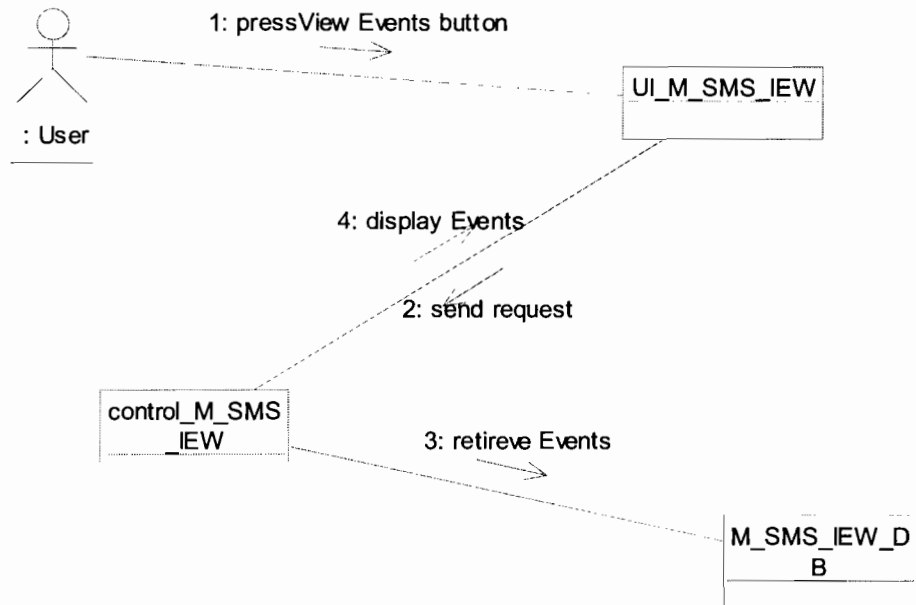 1: pressView Events button
UI_M_SMS_IEW
: User
4: display Events
2: send request
control_M_SMS
_IEW
3: retireve Events
M_SMS_IEW_D
B